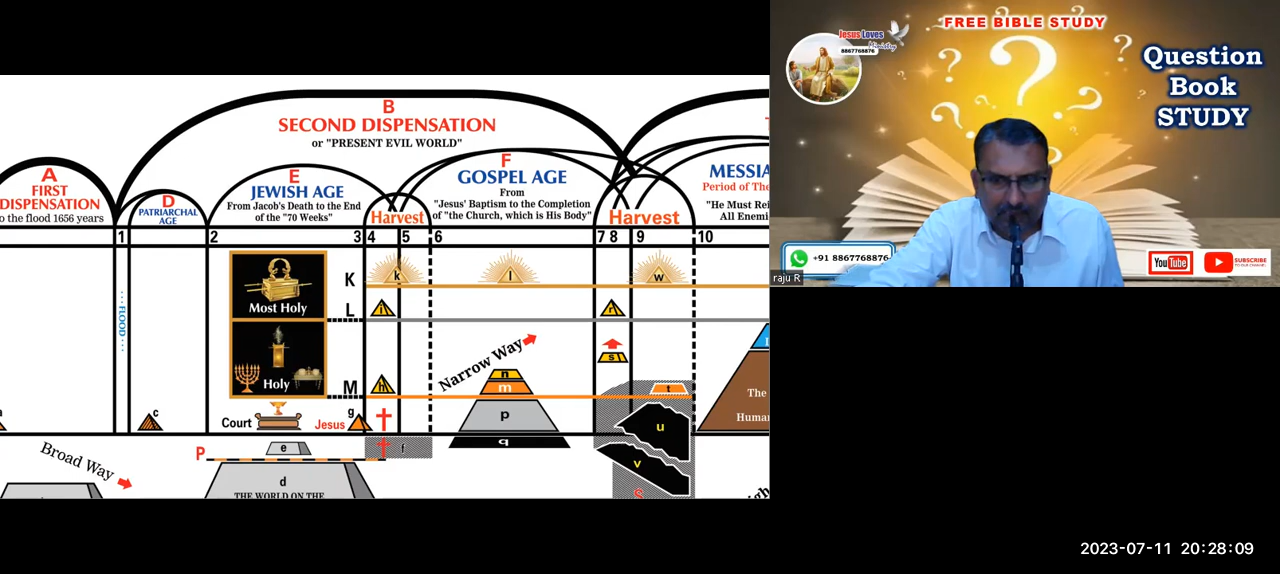 B
SECOND DISPENSATION
or "PRESENT EVIL WORLD"
A
FIRST
DISPENSATION
o the flood 1656 years
D
PATRIARCHAL
AGE
E
JEWISH AGE
From Jacob's Death to the End
of the "70 Weeks"
Harvest
F
GOSPEL AGE
From
"Jesus' Baptism to the Completion
of "the Church, which is His Body"
Harvest
MESSIA
Period of The
"He Must Rei
All Enemi
1 2 3 4 5 6 7 8 9 10
FLOOD
K
L
M
Most Holy
Holy
Court
Jesus
g
c
k
l
w
i
r
h
s
Narrow Way
n
m
p
q
t
u
v
S
The
Human
P
e
f
d
THE WORLD ON THE
Broad Way
FREE BIBLE STUDY
Jesus Loves
Ministry
8867768876
Question
Book
STUDY
+91 8867768876
raju R
YouTube
SUBSCRIBE
2023-07-11 20:28:09